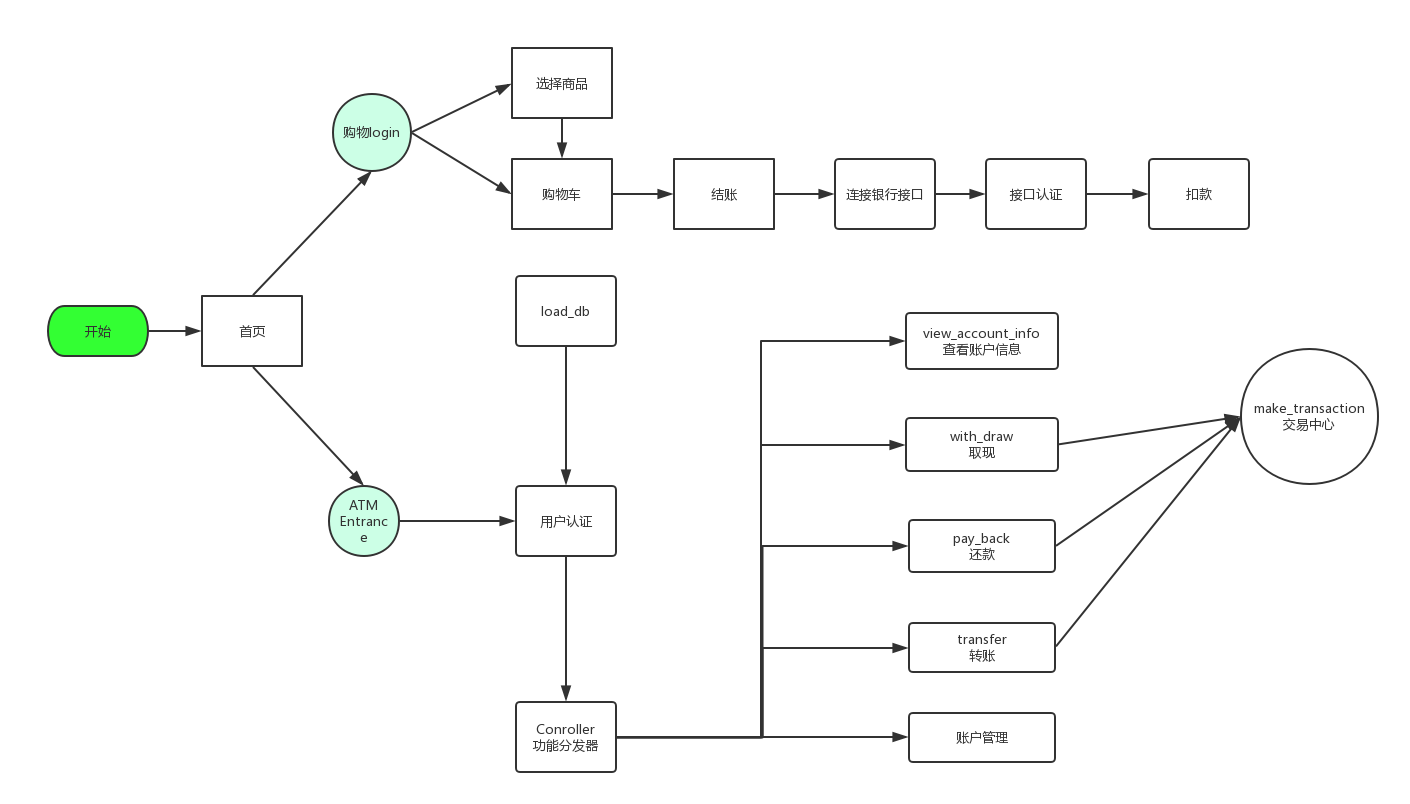 选择商品
购物login
购物车
结账
连接银行接口
接口认证
扣款
开始
首页
load_db
view_account_info
查看账户信息
with_draw
取现
make_transaction
交易中心
ATM
Entranc
e
用户认证
pay_back
还款
transfer
转账
Conroller
功能分发器
账户管理